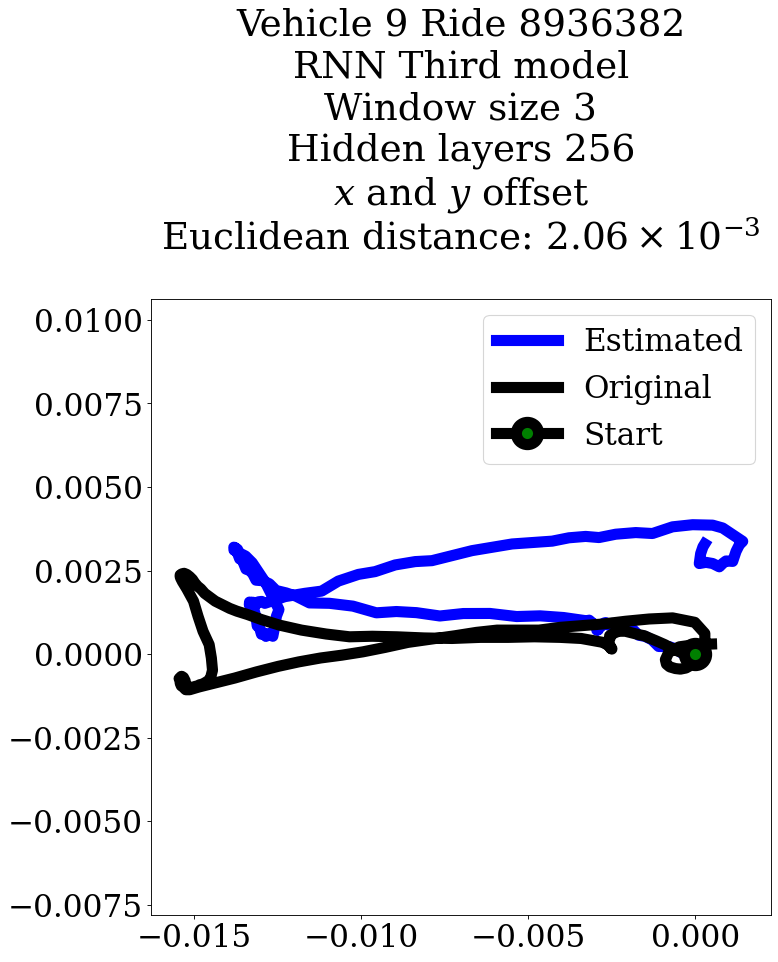 Vehicle 9 Ride 8936382
RNN Third model
Window size 3
Hidden layers 256
x and y offset
Euclidean distance: 2.06 × 10⁻³
Estimated
Original
Start
0.0100
0.0075
0.0050
0.0025
0.0000
−0.0025
−0.0050
−0.0075
−0.015 −0.010 −0.005 0.000